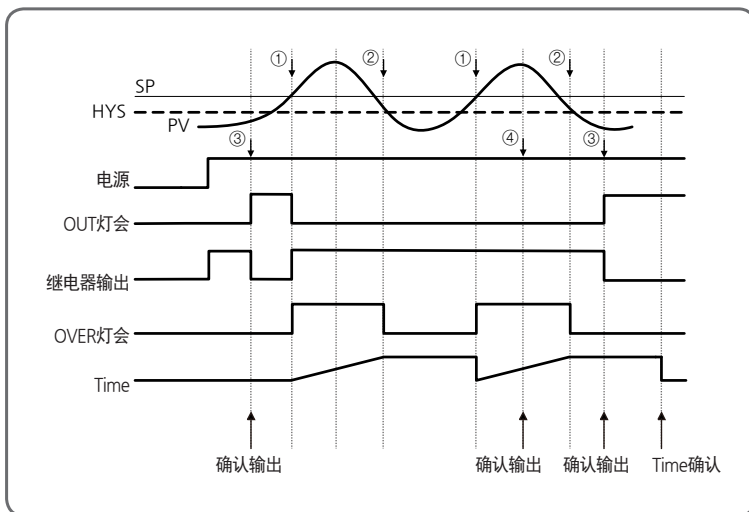 ① ② ① ②
SP
HYS
PV
③ ④ ③
电源
OUT灯会
继电器输出
OVER灯会
Time
确认输出 确认输出 确认输出 Time确认